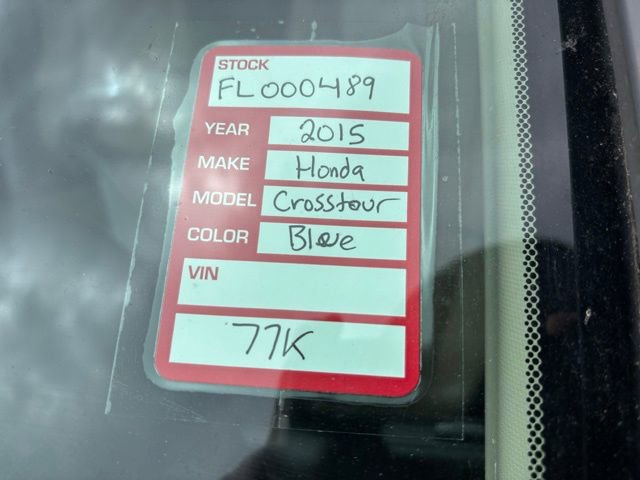 STOCK
FL000489
YEAR 2015
MAKE Honda
MODEL Crosstour
COLOR Blue
VIN
77K